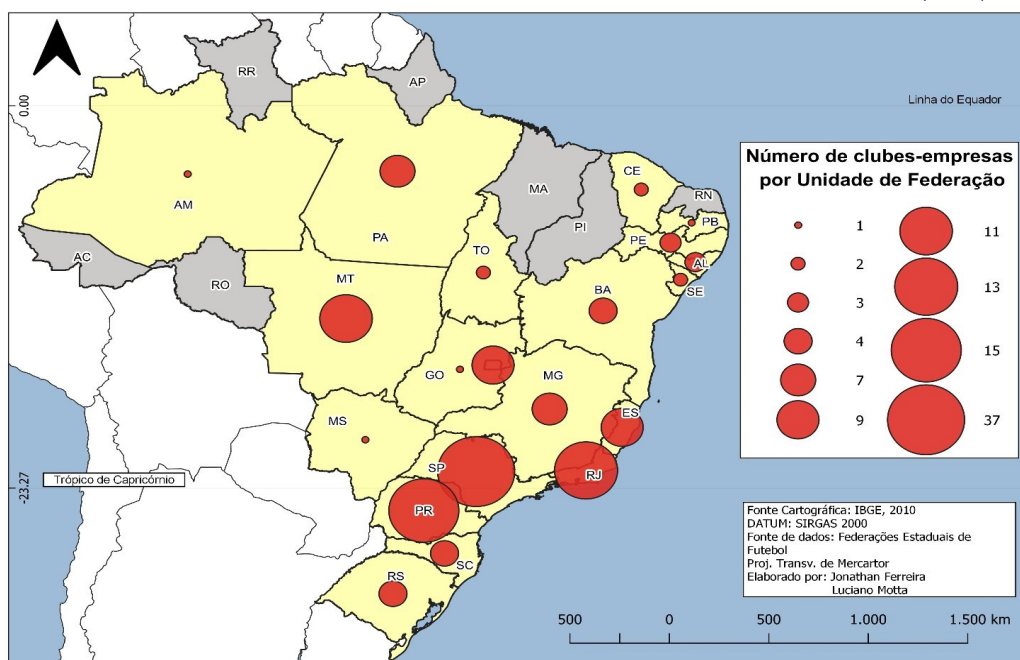 RR
AP
0.00
Linha do Equador
AM
PA
MA
CE
RN
PI
PB
PE
AL
SE
AC
RO
TO
MT
BA
GO
MG
MS
ES
SP
RJ
Trópico de Capricórnio
-23.27
PR
SC
RS
Número de clubes-empresas
por Unidade de Federação
1
2
3
4
7
9
11
13
15
37
Fonte Cartográfica: IBGE, 2010
DATUM: SIRGAS 2000
Fonte de dados: Federações Estaduais de
Futebol
Proj. Transv. de Mercartor
Elaborado por: Jonathan Ferreira
Luciano Motta
500 0 500 1.000 1.500 km